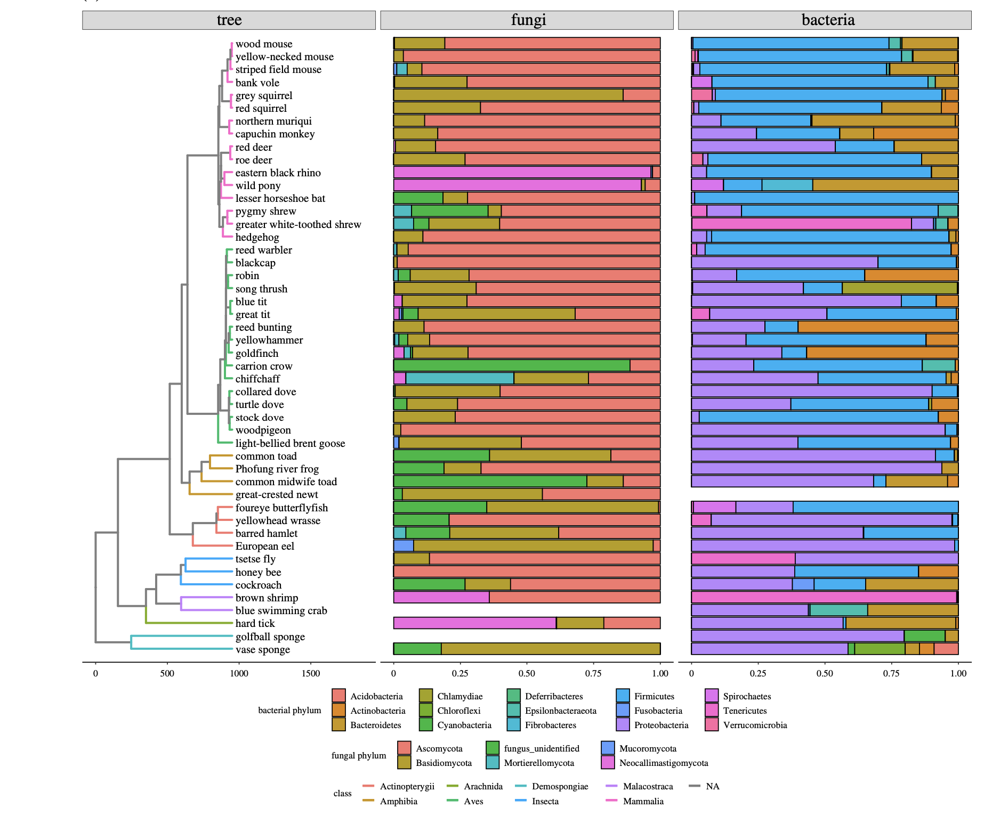 tree fungi bacteria
wood mouse
yellow-necked mouse
striped field mouse
bank vole
grey squirrel
red squirrel
northern muriqui
capuchin monkey
red deer
roe deer
eastern black rhino
wild pony
lesser horseshoe bat
pygmy shrew
greater white-toothed shrew
hedgehog
reed warbler
blackcap
robin
song thrush
blue tit
great tit
reed bunting
yellowhammer
goldfinch
carrion crow
chiffchaff
collared dove
turtle dove
stock dove
woodpigeon
light-bellied brent goose
common toad
Phofung river frog
common midwife toad
great-crested newt
foureye butterflyfish
yellowhead wrasse
barred hamlet
European eel
tsetse fly
honey bee
cockroach
brown shrimp
blue swimming crab
hard tick
golfball sponge
vase sponge
0 500 1000 1500 0 0.25 0.50 0.75 1.00 0 0.25 0.50 0.75 1.00
Acidobacteria Chlamydiae Deferribacteres Firmicutes Spirochaetes
bacterial phylum Actinobacteria Chloroflexi Epsilonbacteraeota Fusobacteria Tenericutes
Bacteroidetes Cyanobacteria Fibrobacteres Proteobacteria Verrucomicrobia
fungal phylum Ascomycota fungus_unidentified Mucoromycota
Basidiomycota Mortierellomycota Neocallimastigomycota
class Actinopterygii Arachnida Demospongiae Malacostraca NA
Amphibia Aves Insecta Mammalia